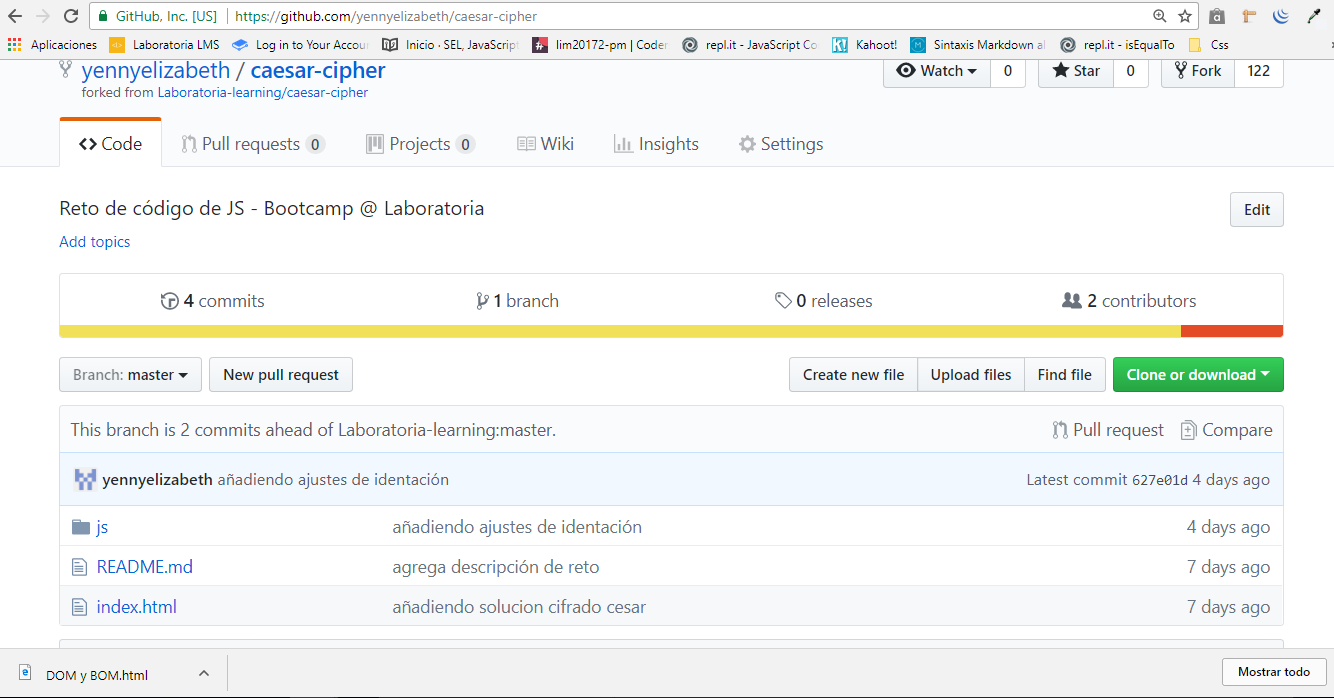 GitHub, Inc. [US] https://github.com/yennyelizabeth/caesar-cipher
Aplicaciones Laboratoria LMS Log in to Your Accou Inicio · SEL, JavaScript lim20172-pm | Coder repl.it - JavaScript Co Kahoot! Sintaxis Markdown al repl.it - isEqualTo Css
yennyelizabeth / caesar-cipher Watch 0 Star 0 Fork 122
forked from Laboratoria-learning/caesar-cipher
Code Pull requests 0 Projects 0 Wiki Insights Settings
Reto de código de JS - Bootcamp @ Laboratoria Edit
Add topics
4 commits 1 branch 0 releases 2 contributors
Branch: master New pull request Create new file Upload files Find file Clone or download
This branch is 2 commits ahead of Laboratoria-learning:master. Pull request Compare
yennyelizabeth añadiendo ajustes de identación Latest commit 627e01d 4 days ago
js añadiendo ajustes de identación 4 days ago
README.md agrega descripción de reto 7 days ago
index.html añadiendo solucion cifrado cesar 7 days ago
DOM y BOM.html Mostrar todo